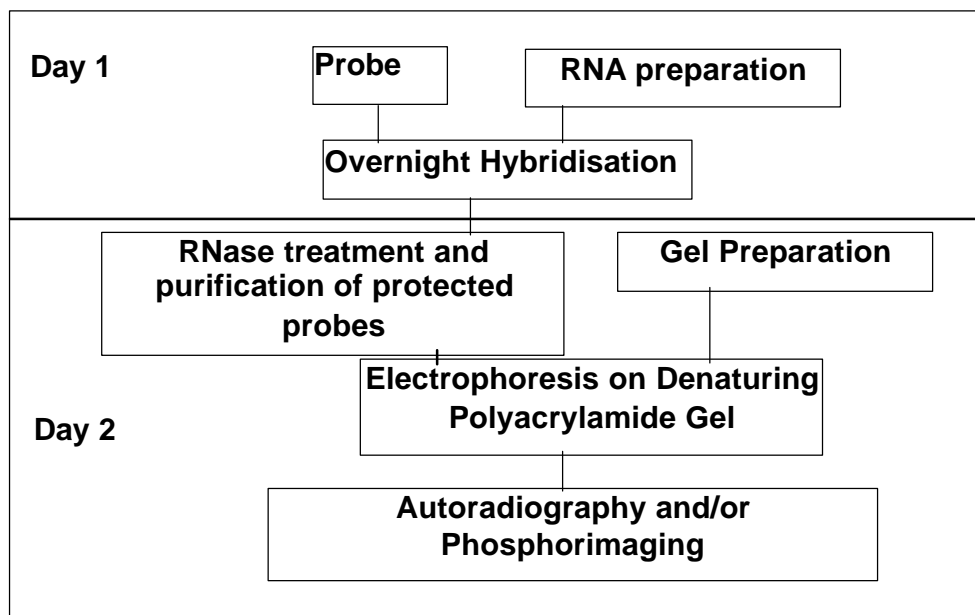 Day 1
Probe
RNA preparation
Overnight Hybridisation
RNase treatment and
purification of protected
probes
Gel Preparation
Day 2
Electrophoresis on Denaturing
Polyacrylamide Gel
Autoradiography and/or
Phosphorimaging